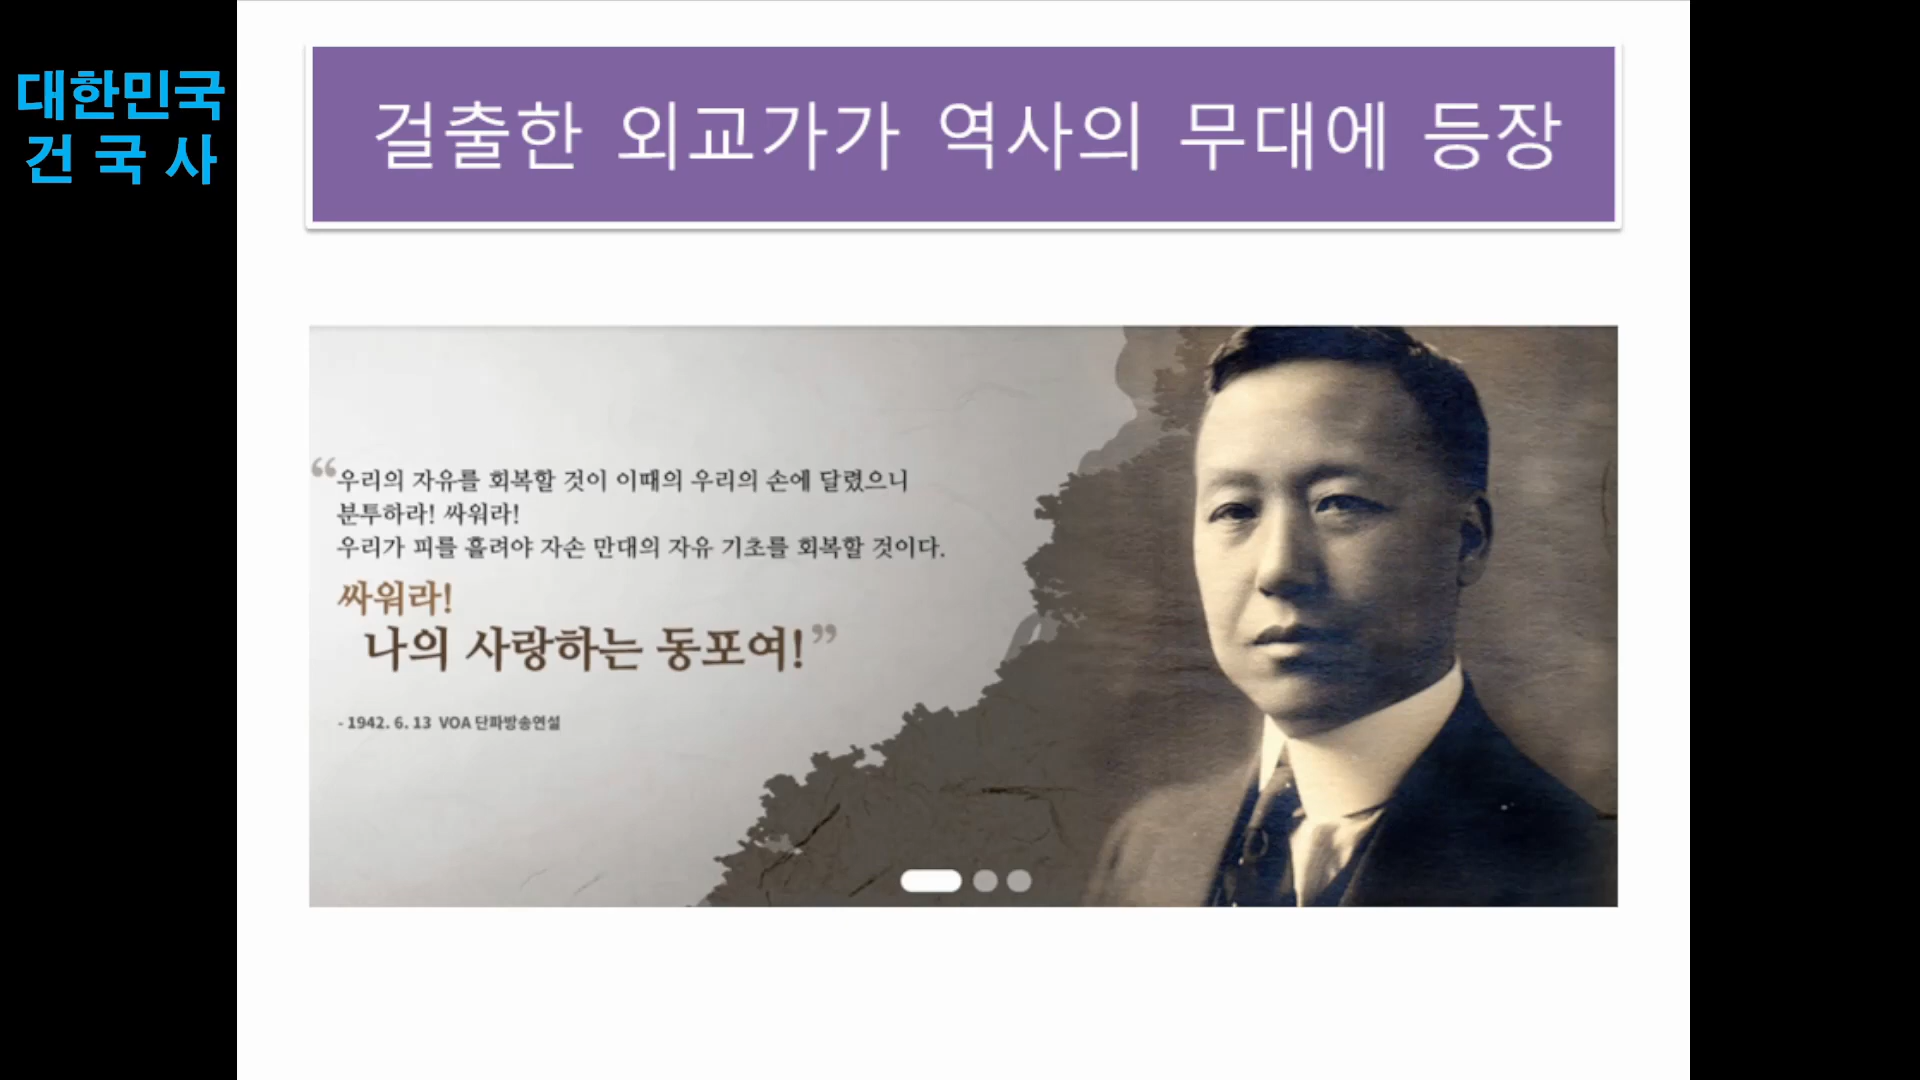 대한민국
건국사
걸출한 외교가가 역사의 무대에 등장
“우리의 자유를 회복할 것이 이때의 우리의 손에 달렸으니
분투하라! 싸워라!
우리가 피를 흘려야 자손 만대의 자유 기초를 회복할 것이다.
싸워라!
나의 사랑하는 동포여!”
- 1942. 6. 13 VOA 단파방송연설